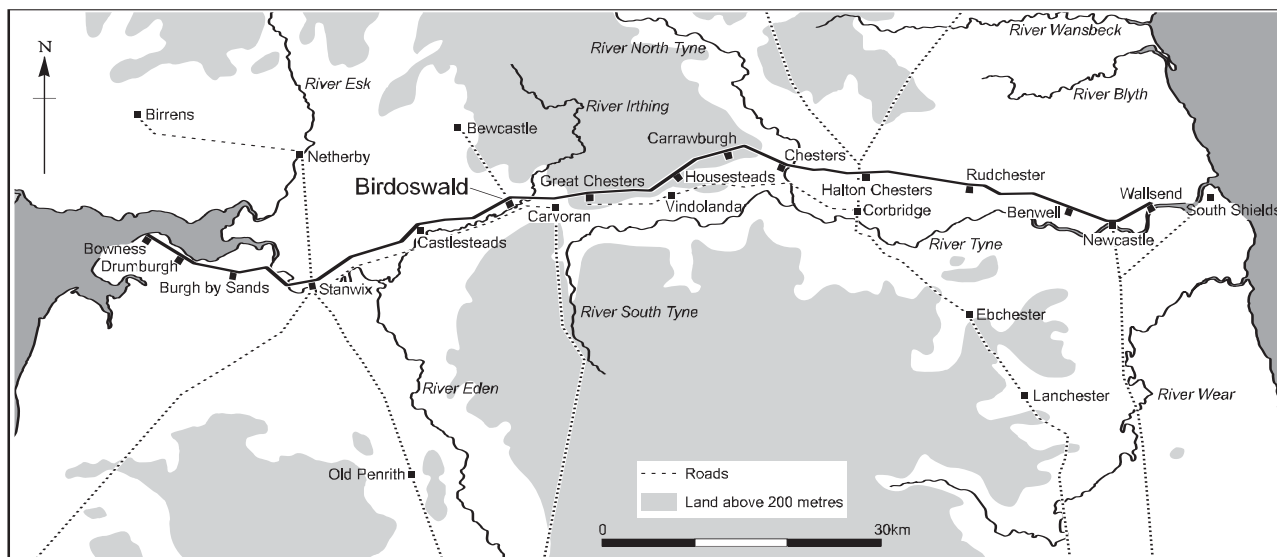 N
River North Tyne
River Wansbeck
River Esk
River Blyth
River Irthing
Birrens
Bewcastle
Carrawburgh
Netherby
Chesters
Birdoswald
Great Chesters
Housesteads
Halton Chesters
Rudchester
Wallsend
Carvoran
Vindolanda
Corbridge
Benwell
South Shields
Castlesteads
Newcastle
Bowness
Drumburgh
River Tyne
Burgh by Sands
Stanwix
River South Tyne
Ebchester
River Eden
Lanchester
River Wear
Old Penrith
Roads
Land above 200 metres
0
30km